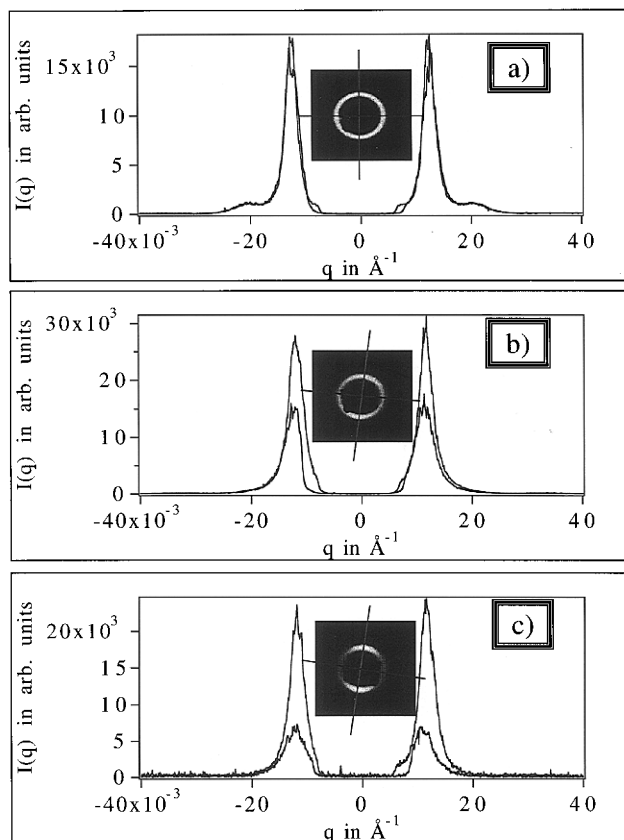 a)
I(q) in arb. units
15x10³
10
5
0
-40x10⁻³ -20 0 20 40
q in Å⁻¹
b)
I(q) in arb. units
30x10³
20
10
0
-40x10⁻³ -20 0 20 40
q in Å⁻¹
c)
I(q) in arb. units
20x10³
15
10
5
0
-40x10⁻³ -20 0 20 40
q in Å⁻¹